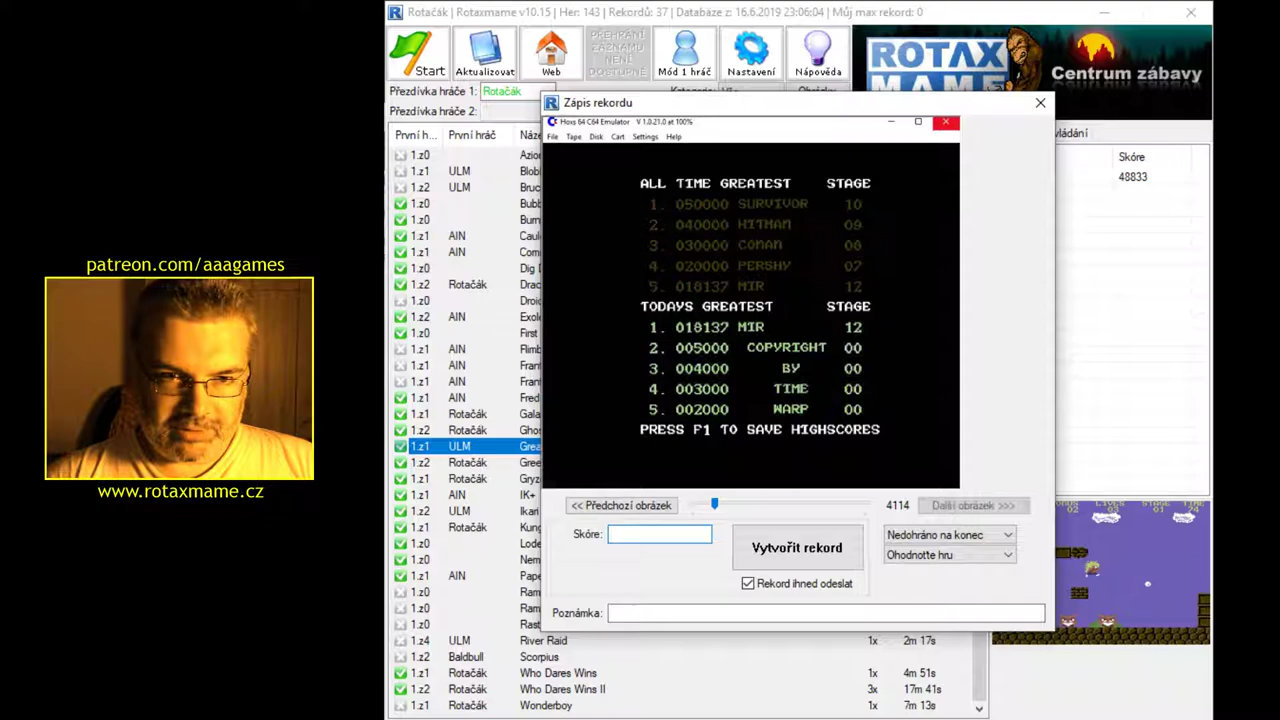 Rotačák | Rotaxmame v10.15 | Her: 143 | Rekordů: 37 | Databáze z: 16.6.2019 23:06:04 | Můj max rekord: 0
Start
Aktualizovat
Web
PŘEHRÁNÍ
ZÁZNAMU
NENÍ
DOSTUPNÉ
Mód 1 hráč
Nastavení
Nápověda
ROTAX
MAME
Centrum zábavy
Přezdívka hráče 1: Rotačák
Přezdívka hráče 2:
První h... První hráč
1.z0
1.z1 ULM
1.z2 ULM
1.z0
1.z0
1.z1 AIN
1.z1 AIN
1.z0 Dig
1.z2 Rotačák
1.z0
1.z2 AIN
1.z0 First
1.z1 AIN
1.z1 AIN
1.z1 AIN
1.z1 AIN
1.z1 Rotačák
1.z2 Rotačák
1.z1 ULM
1.z2 Rotačák
1.z1 Rotačák
1.z1 AIN IK+
1.z2 ULM Ikari
1.z1 Rotačák
1.z0
1.z0
1.z1 AIN
1.z0
1.z0
1.z0
1.z4 ULM River Raid 1x 2m 17s
1.z2 Baldbull Scorpius
1.z1 Rotačák Who Dares Wins 1x 4m 51s
1.z2 Rotačák Who Dares Wins II 3x 17m 41s
1.z0 Rotačák Wonderboy 1x 7m 13s
Skóre
48833
Zápis rekordu
Hoxs 64 C64 Emulator V 1.0.21.0 at 100%
File Tape Disk Cart Settings Help
ALL TIME GREATEST STAGE
1. 050000 SURVIVOR 10
2. 040000 HITMAN 09
3. 030000 COMAN 08
4. 020000 PERSHY 07
5. 018137 MIR 12
TODAYS GREATEST STAGE
1. 018137 MIR 12
2. 005000 COPYRIGHT 00
3. 004000 BY 00
4. 003000 TIME 00
5. 002000 WARP 00
PRESS F1 TO SAVE HIGHSCORES
<< Předchozí obrázek
4114
Další obrázek >>>
Skóre:
Vytvořit rekord
Nedohráno na konec
Ohodnoťte hru
Rekord ihned odeslat
Poznámka:
patreon.com/aaagames
www.rotaxmame.cz